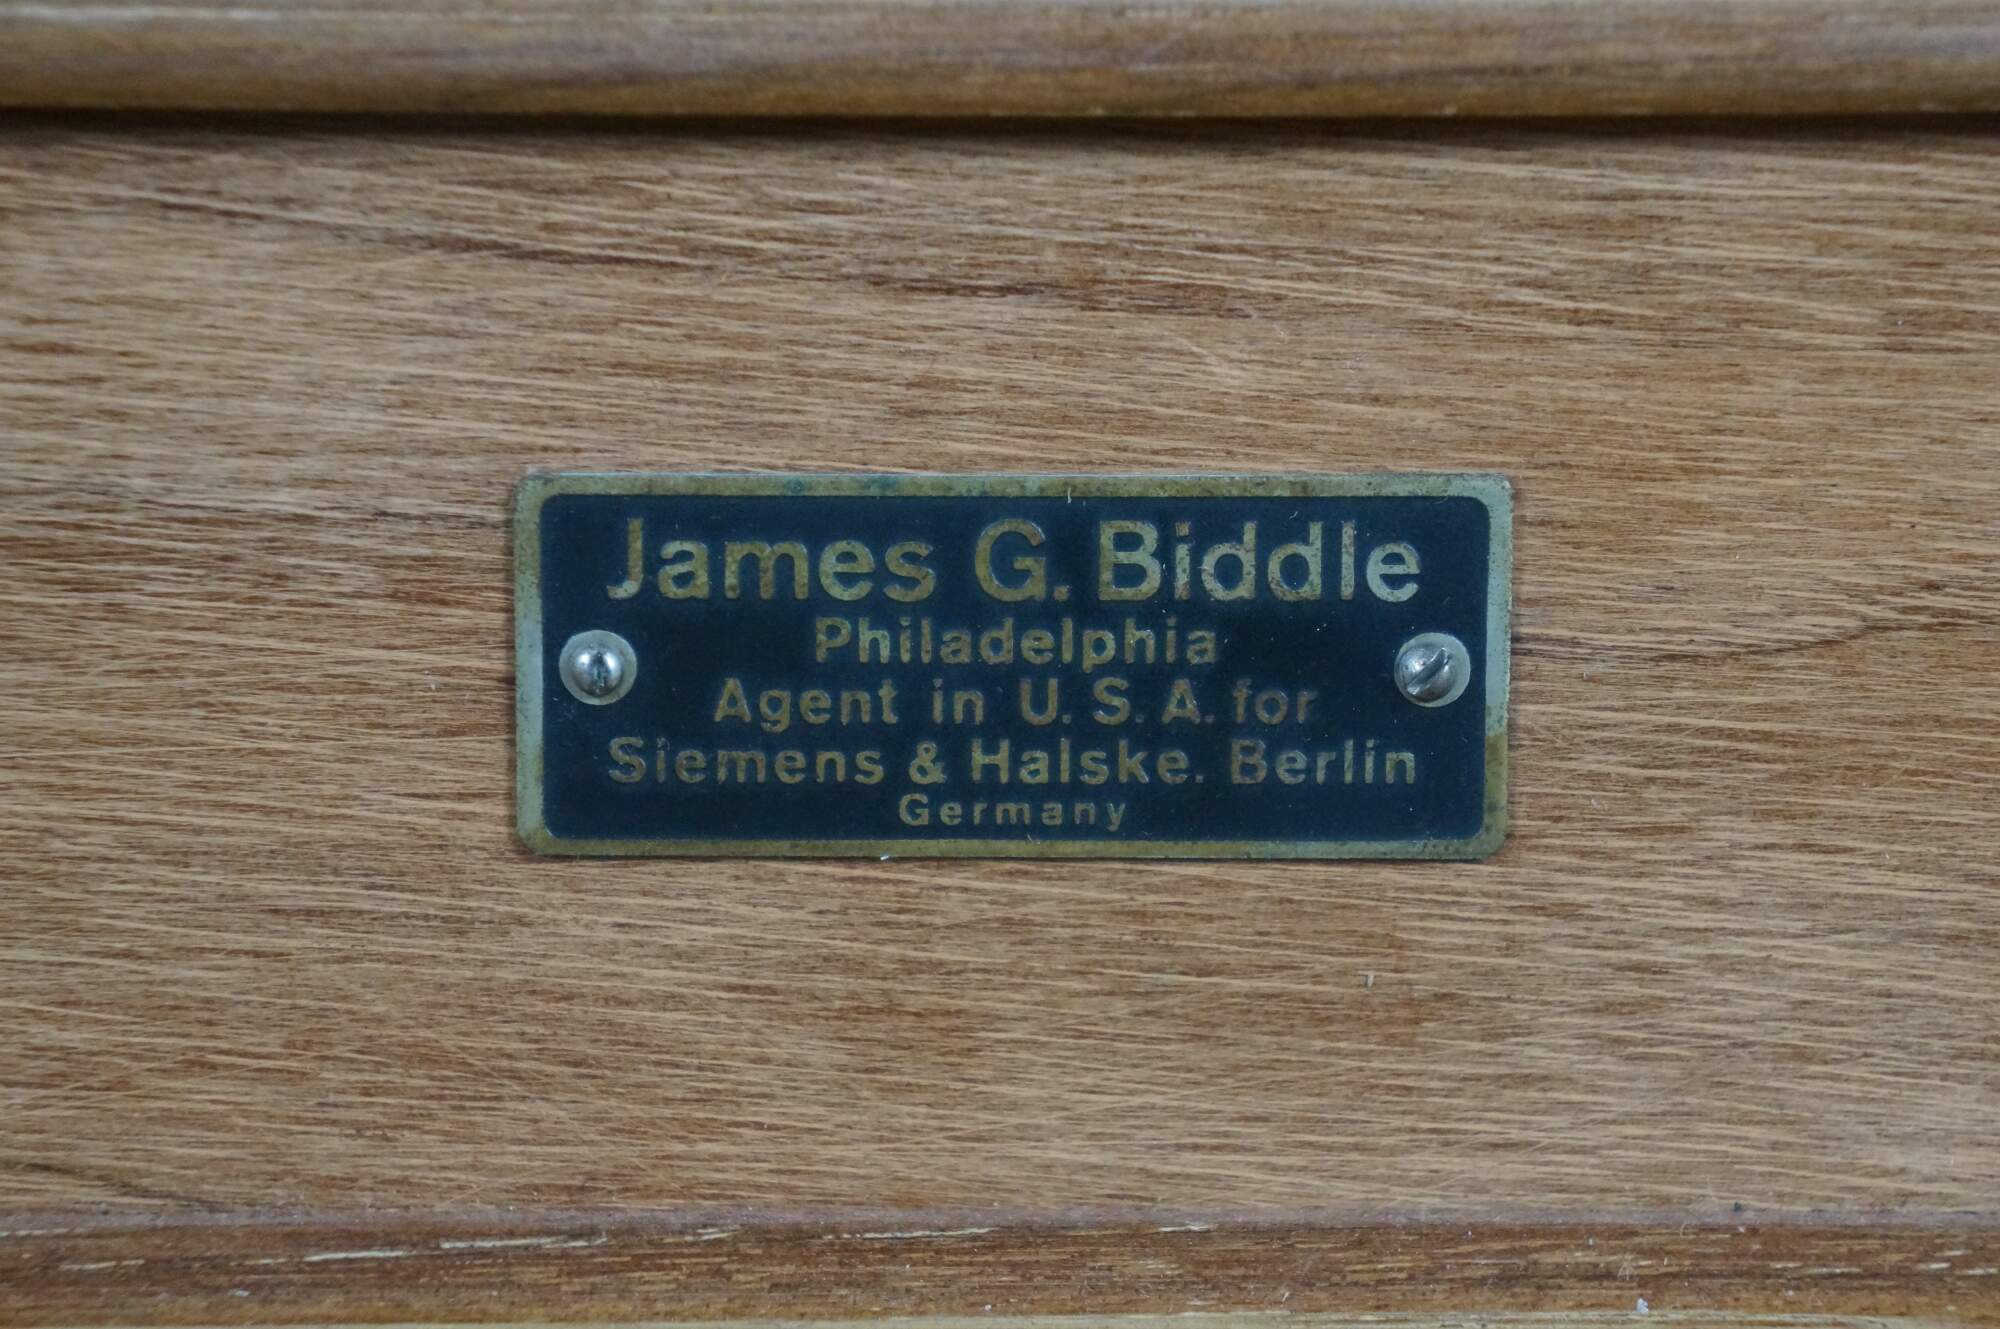 James G. Biddle
Philadelphia
Agent in U. S. A. for
Siemens & Halske. Berlin
Germany